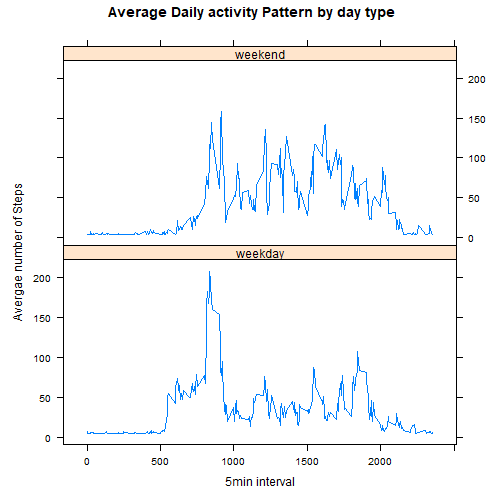 Average Daily activity Pattern by day type
weekend
200
150
100
50
0
weekday
200
150
100
50
0
Avergae number of Steps
0 500 1000 1500 2000
5min interval